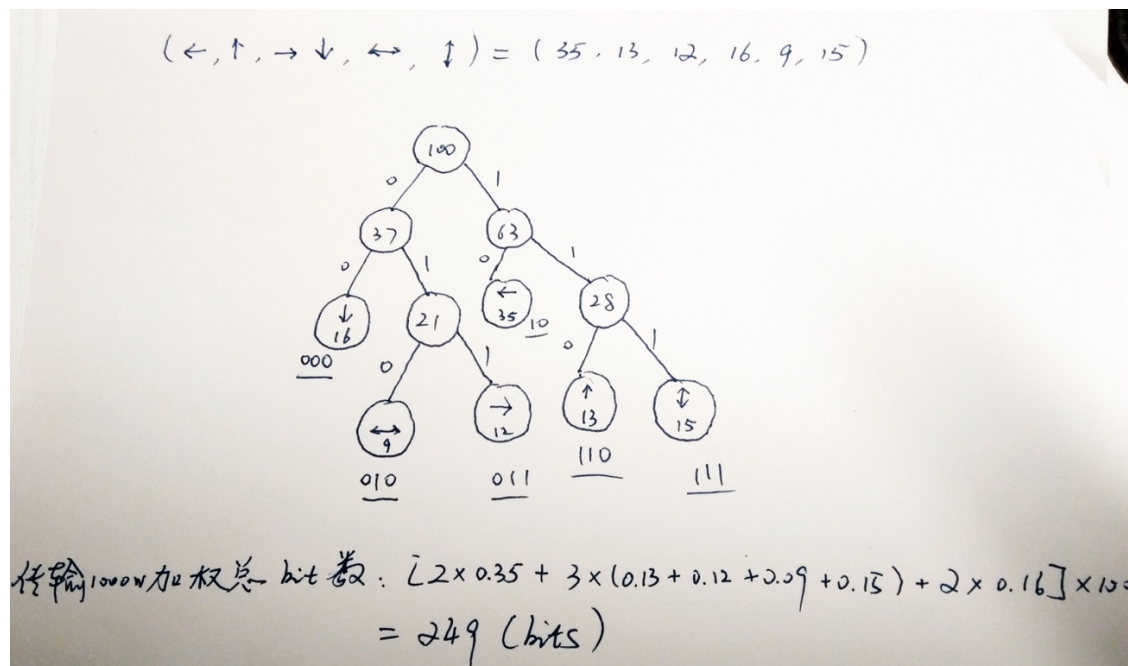 (←, ↑, → ↓, ↔, ↕) = (35, 13, 12, 16, 9, 15)
100
0 1
37 63
0 1 0 1
↓ 16 21 ← 35 28
10
000 0 1 0 1
↔ 9 → 12 ↑ 13 ↕ 15
010 011 110 111
传输1000w加权总bit数: [2×0.35 + 3×(0.13 + 0.12 + 0.09 + 0.15) + 2×0.16]×10
= 249 (bits)